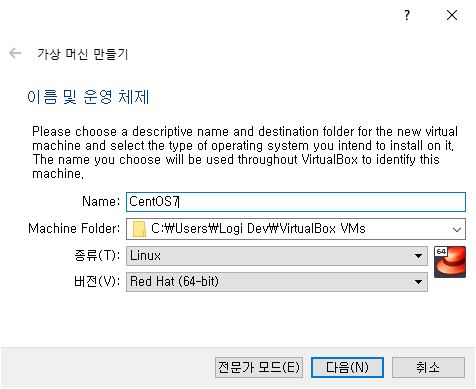 ?
가상 머신 만들기
이름 및 운영 체제
Please choose a descriptive name and destination folder for the new virtual
machine and select the type of operating system you intend to install on it.
The name you choose will be used throughout VirtualBox to identify this
machine.
Name: CentOS7
Machine Folder: C:₩Users₩Logi Dev₩VirtualBox VMs
종류(T): Linux
64
버전(V): Red Hat (64-bit)
전문가 모드(E) 다음(N) 취소